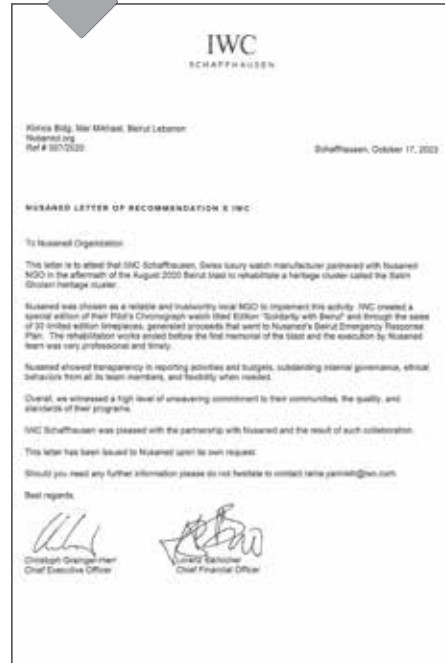 IWC
SCHAFFHAUSEN
Bldg, Mar Mikhael, Beirut Lebanon
Nusaned.org
Ref # 007/2020
Schaffhausen, October 17, 2023
NUSANED LETTER OF RECOMMENDATION X IWC
To Nusaned Organization
This letter is to attest that IWC Schaffhausen, Swiss luxury watch manufacturer partnered with Nusaned
NGO in the aftermath of the August 2020 Beirut blast to rehabilitate a heritage cluster called the Salim
heritage cluster.
Nusaned was chosen as a reliable and trustworthy local NGO to implement this activity. IWC created a
special edition of their Pilot's Chronograph watch titled Edition "Solidarity with Beirut" and through the sales
of limited edition timepieces, generated proceeds that went to Nusaned's Beirut Emergency Response
Plan. The rehabilitation works ended before the first memorial of the blast and the execution by Nusaned
team was very professional and timely.
Nusaned showed transparency in reporting activities and budgets, outstanding internal governance, ethical
behaviors from all its team members, and flexibility when needed.
Overall, we witnessed a high level of unwavering commitment to their communities, the quality, and
standards of their programs.
IWC Schaffhausen was pleased with the partnership with Nusaned and the result of such collaboration.
This letter has been issued to Nusaned upon its own request.
Should you need any further information please do not hesitate to contact
Best regards,
Christoph Grainger-Herr
Chief Executive Officer
Chief Financial Officer